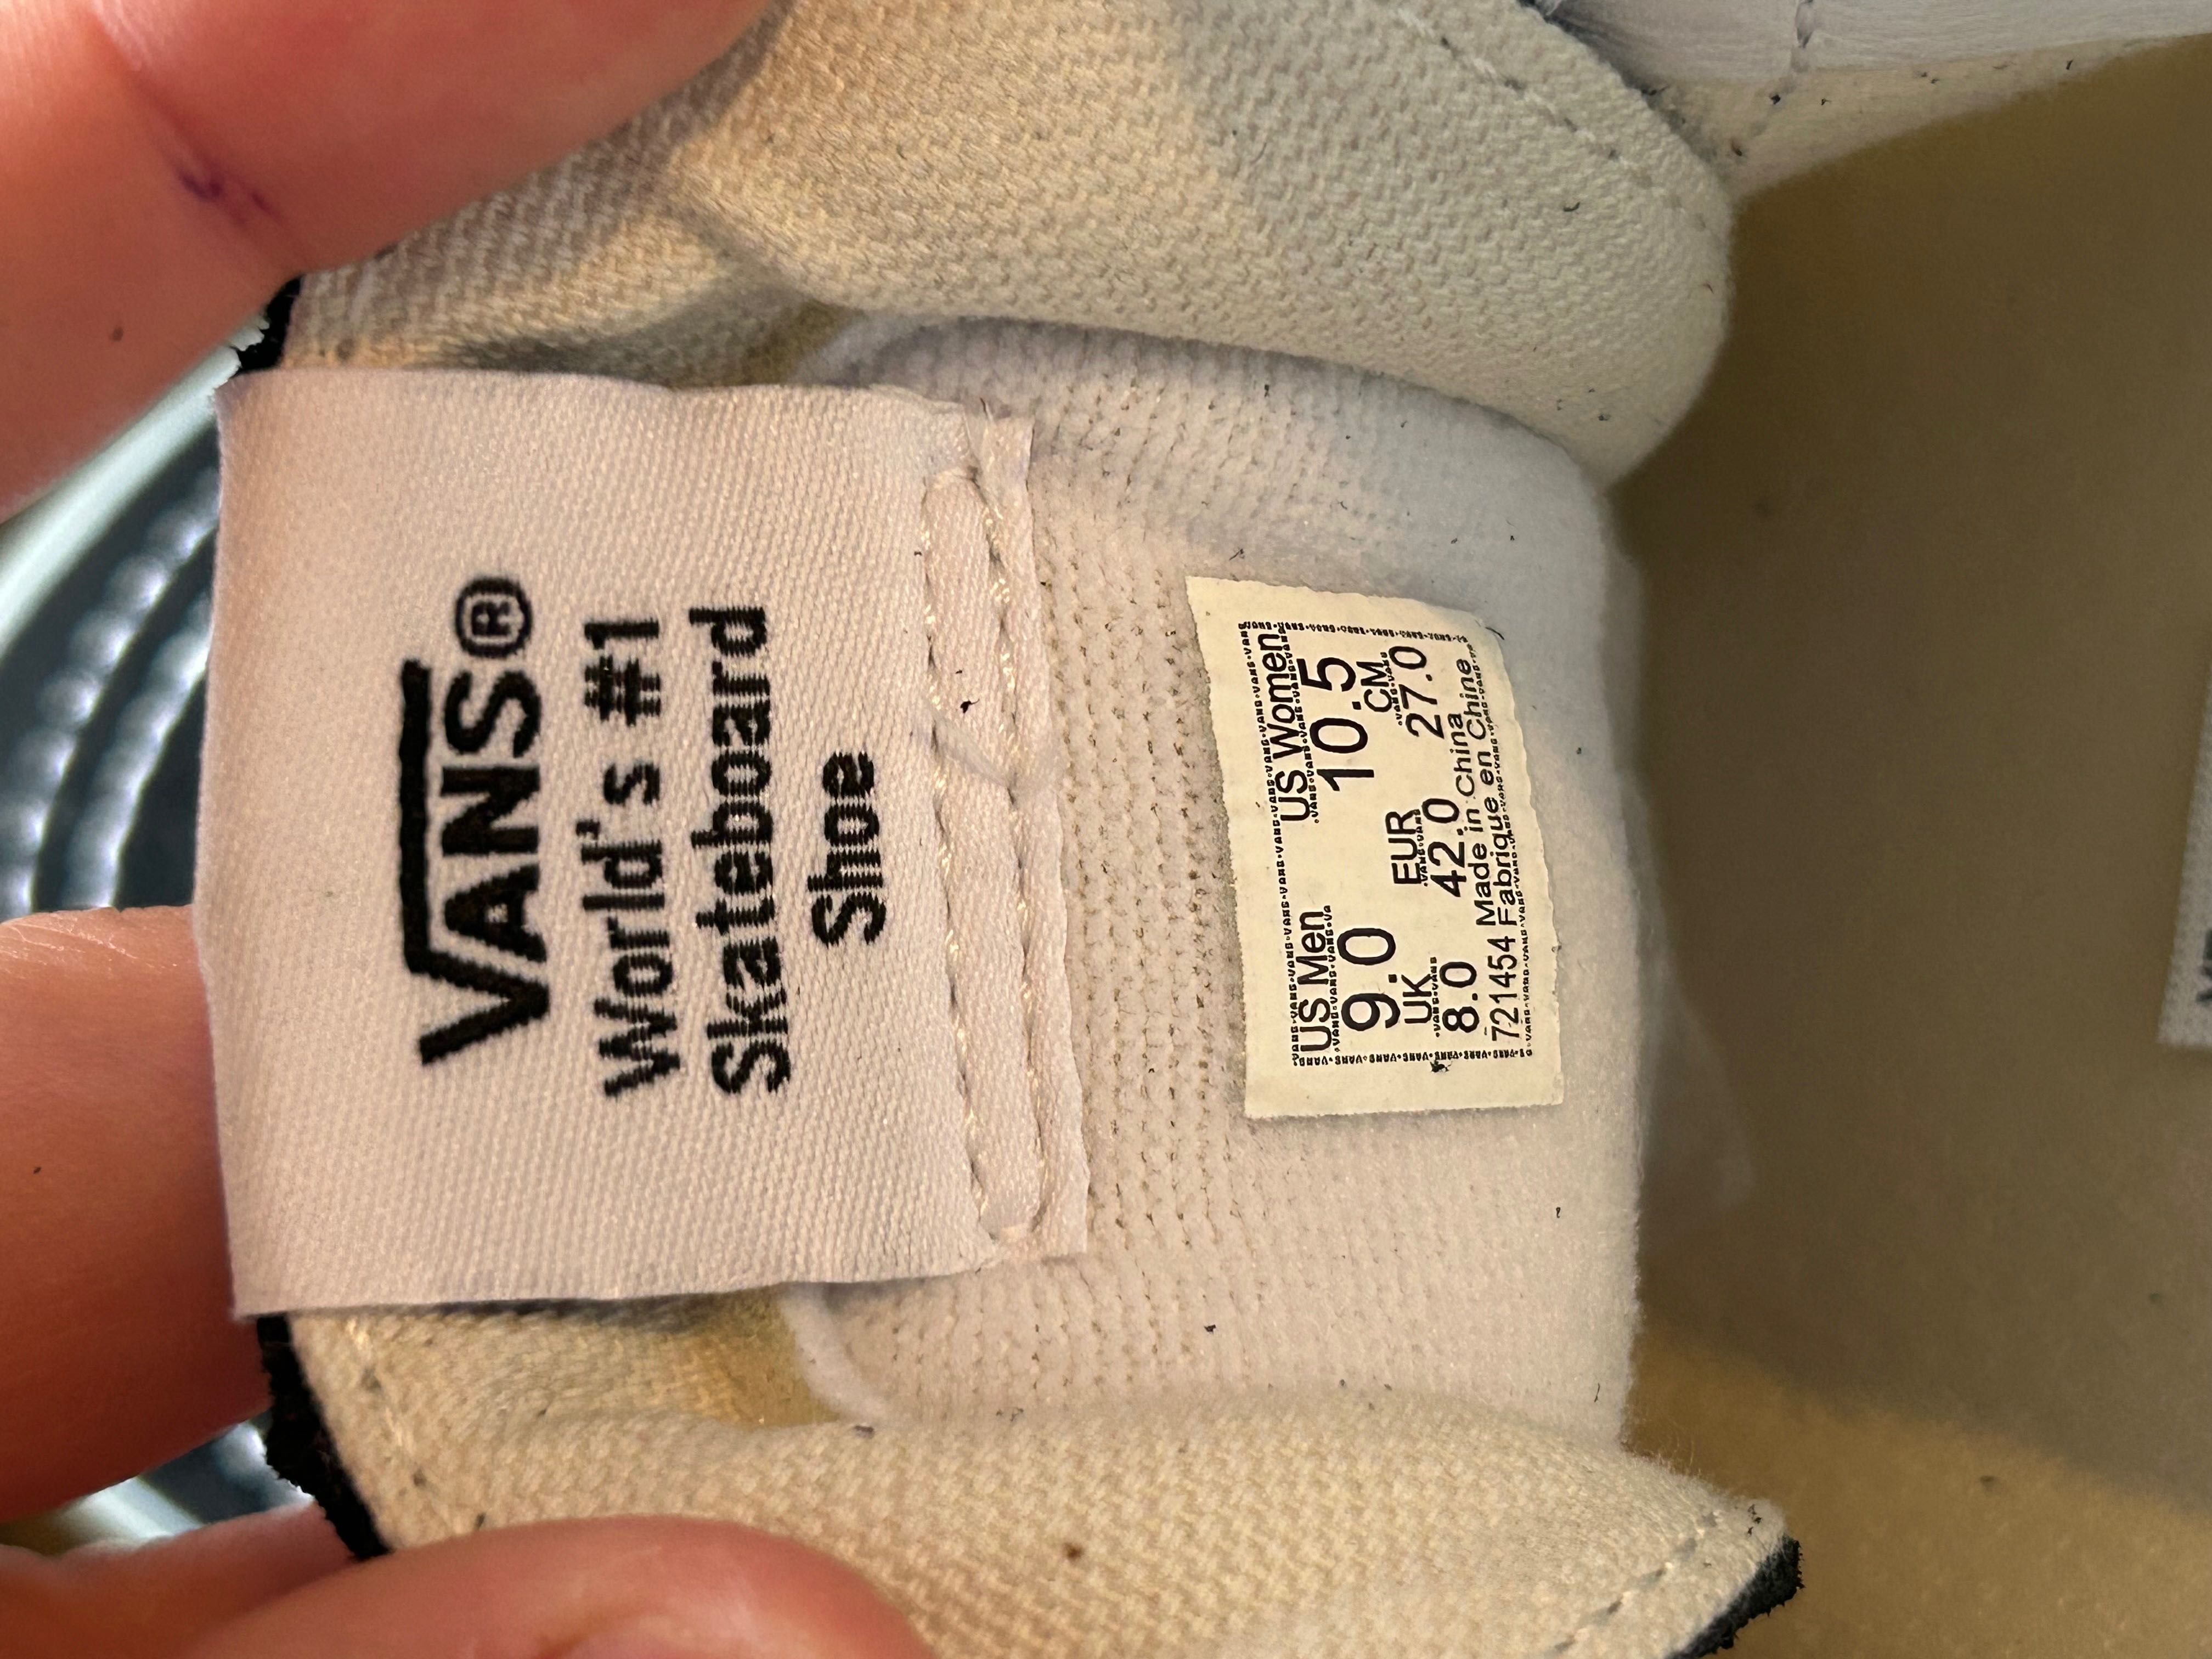 VANS®
World's #1
Skateboard
Shoe
US Men US Women
9.0 10.5
UK EUR CM
8.0 42.0 27.0
721454 Made in China
Fabriqué en Chine